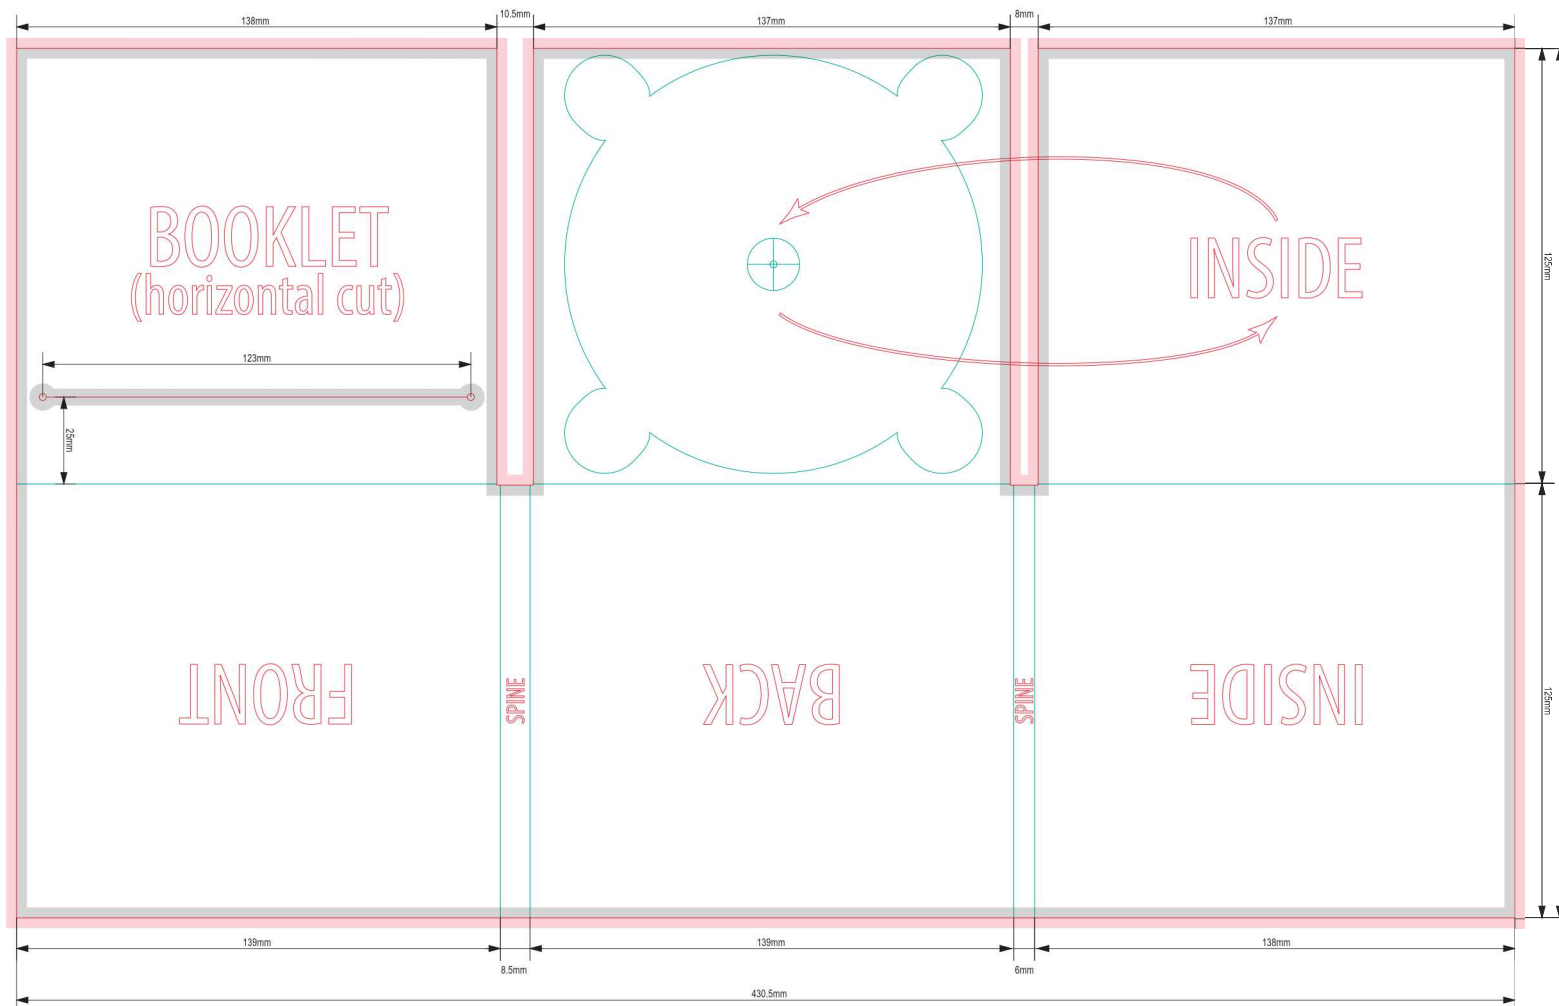 138mm
10.5mm
137mm
8mm
137mm
BOOKLET
(horizontal cut)
INSIDE
125mm
123mm
25mm
FRONT
SPINE
BACK
SPINE
INSIDE
125mm
139mm
139mm
138mm
8.5mm
6mm
430.5mm